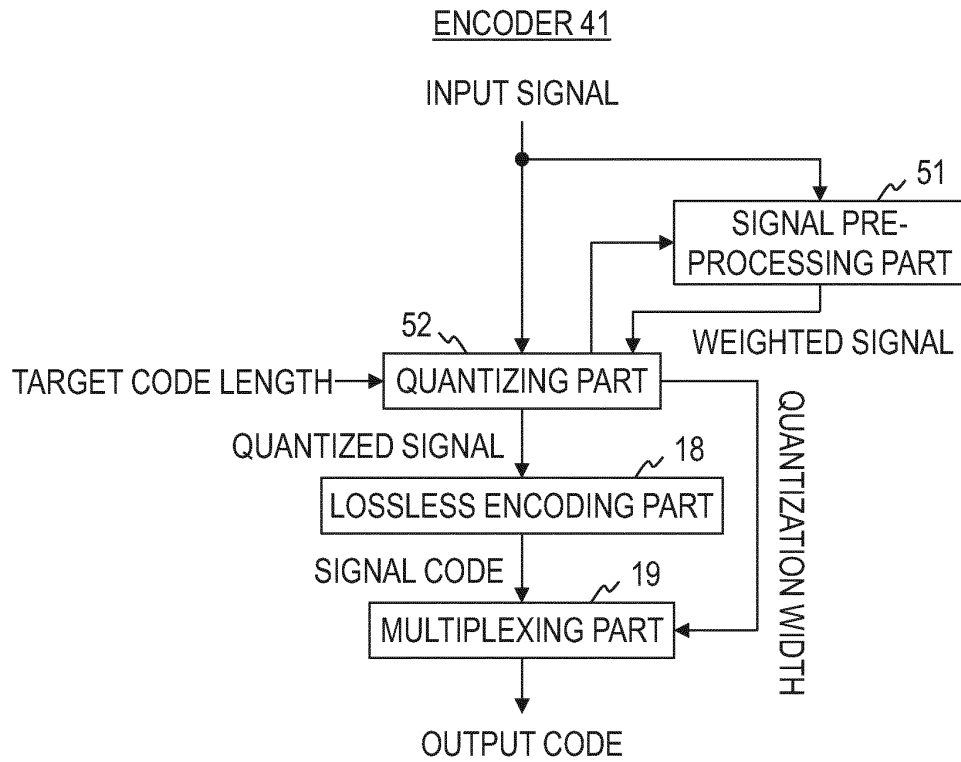 ENCODER 41
INPUT SIGNAL
51
SIGNAL PRE-
PROCESSING PART
WEIGHTED SIGNAL
52
TARGET CODE LENGTH
QUANTIZING PART
QUANTIZATION WIDTH
QUANTIZED SIGNAL
18
LOSSLESS ENCODING PART
SIGNAL CODE
19
MULTIPLEXING PART
OUTPUT CODE